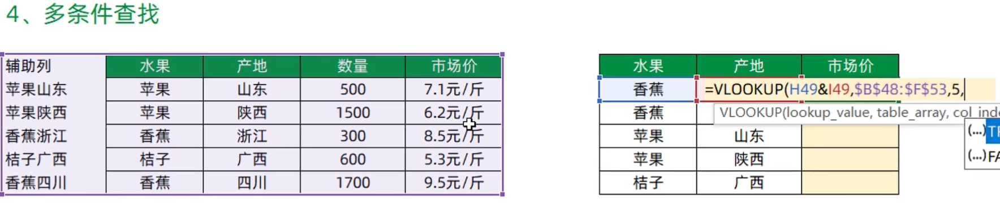 4、多条件查找
辅助列 水果 产地 数量 市场价
苹果山东 苹果 山东 500 7.1元/斤
苹果陕西 苹果 陕西 1500 6.2元/斤
香蕉浙江 香蕉 浙江 300 8.5元/斤
桔子广西 桔子 广西 600 5.3元/斤
香蕉四川 香蕉 四川 1700 9.5元/斤
水果 产地 市场价
香蕉 =VLOOKUP(H49&I49,$B$48:$F$53,5,
香蕉 VLOOKUP(lookup_value, table_array, col_inde
苹果 山东 (...)
苹果 陕西 (...)FA
桔子 广西